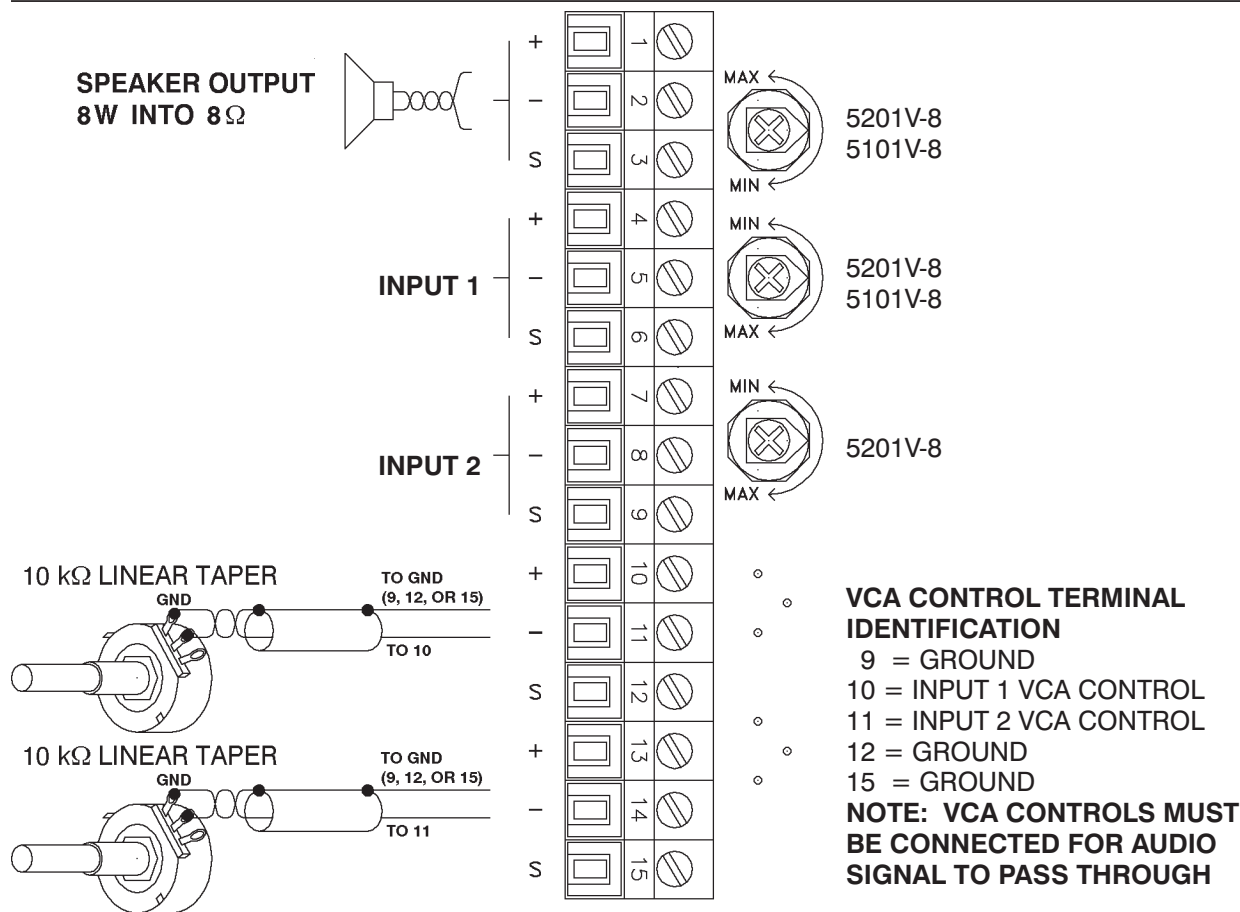 SPEAKER OUTPUT
8W INTO 8Ω
+
−
S
1
2
3
MAX
MIN
5201V-8
5101V-8
INPUT 1
+
−
S
4
5
6
MIN
MAX
5201V-8
5101V-8
INPUT 2
+
−
S
7
8
9
MIN
MAX
5201V-8
10 kΩ LINEAR TAPER
GND
TO GND
(9, 12, OR 15)
TO 10
+
−
S
10
11
12
10 kΩ LINEAR TAPER
GND
TO GND
(9, 12, OR 15)
TO 11
+
−
S
13
14
15
VCA CONTROL TERMINAL
IDENTIFICATION
9 = GROUND
10 = INPUT 1 VCA CONTROL
11 = INPUT 2 VCA CONTROL
12 = GROUND
15 = GROUND
NOTE: VCA CONTROLS MUST
BE CONNECTED FOR AUDIO
SIGNAL TO PASS THROUGH